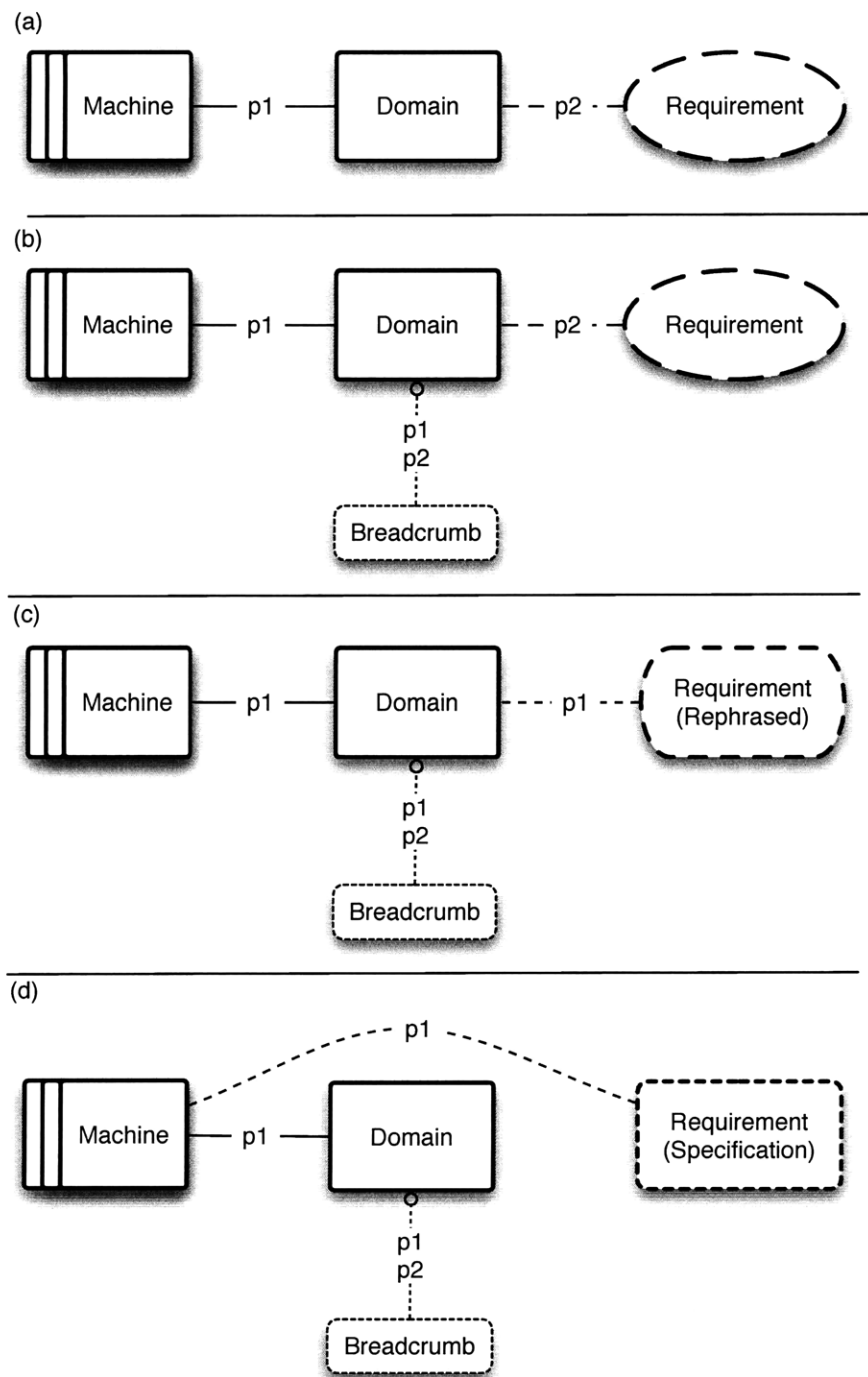 (a)
Machine p1 Domain p2 Requirement
(b)
Machine p1 Domain p2 Requirement
p1
p2
Breadcrumb
(c)
Machine p1 Domain p1 Requirement
(Rephrased)
p1
p2
Breadcrumb
(d)
p1
Machine p1 Domain Requirement
(Specification)
p1
p2
Breadcrumb